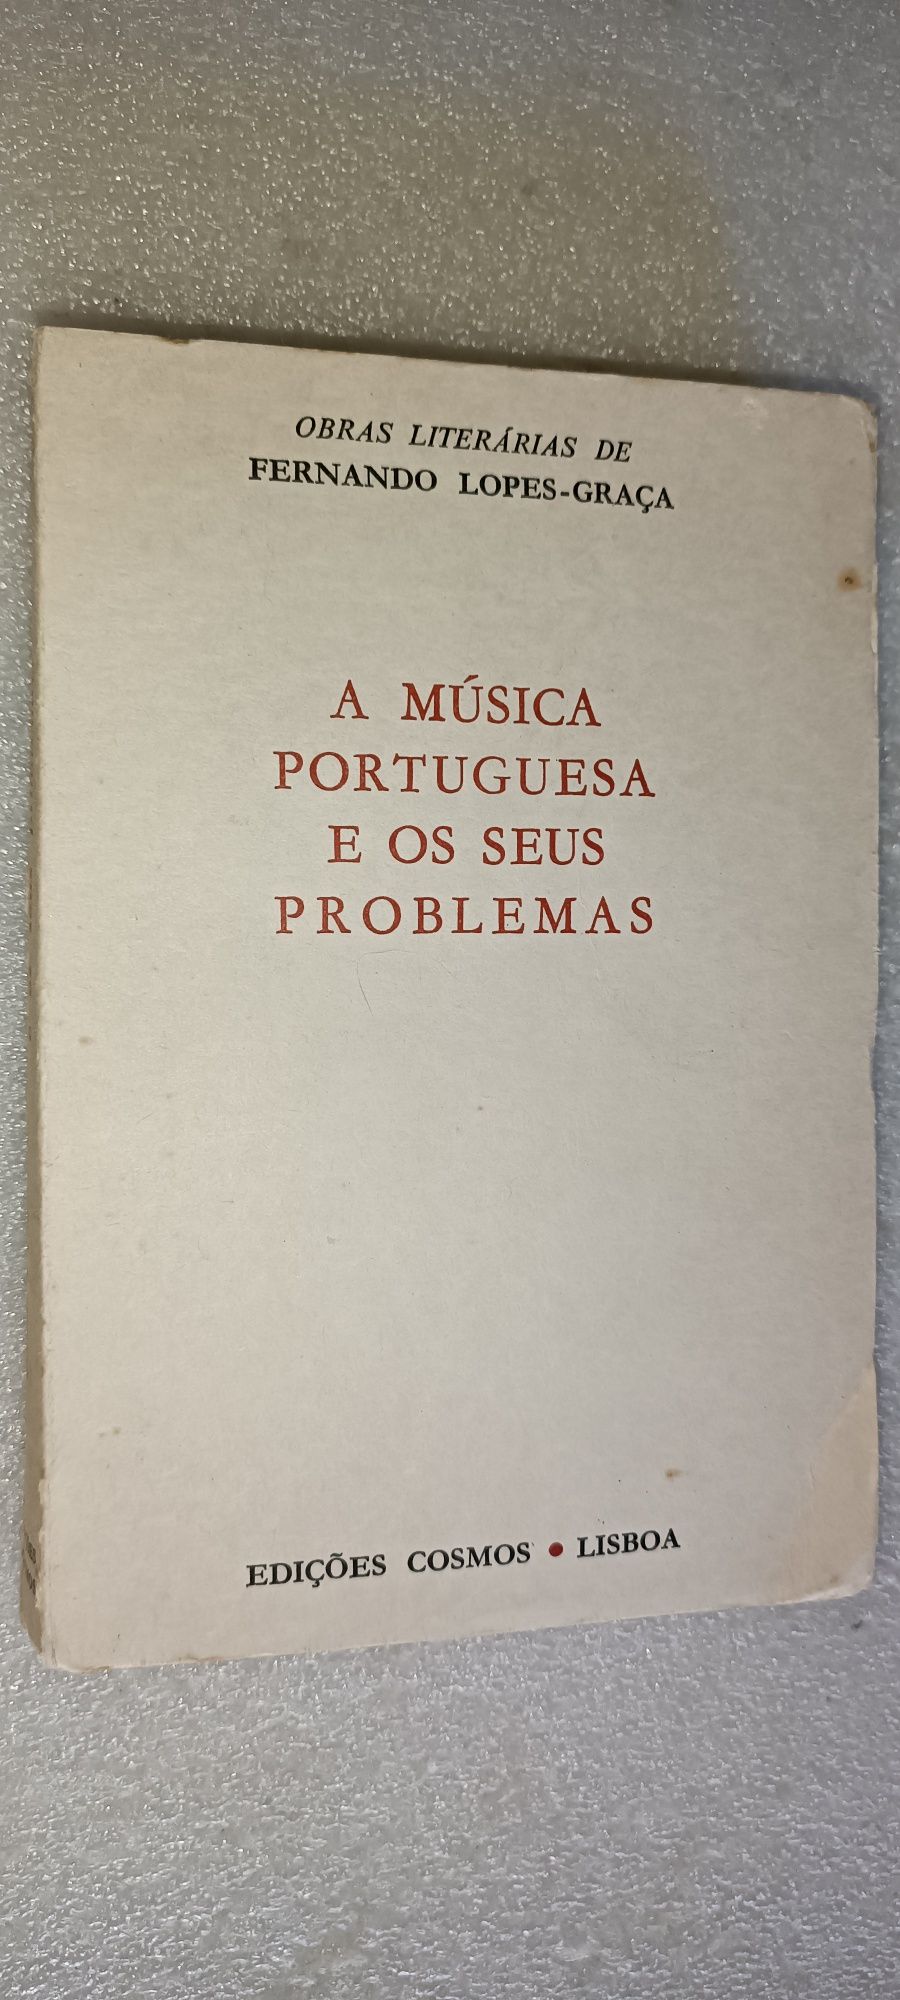 OBRAS LITERÁRIAS DE
FERNANDO LOPES-GRAÇA
A MÚSICA
PORTUGUESA
E OS SEUS
PROBLEMAS
EDIÇÕES COSMOS • LISBOA